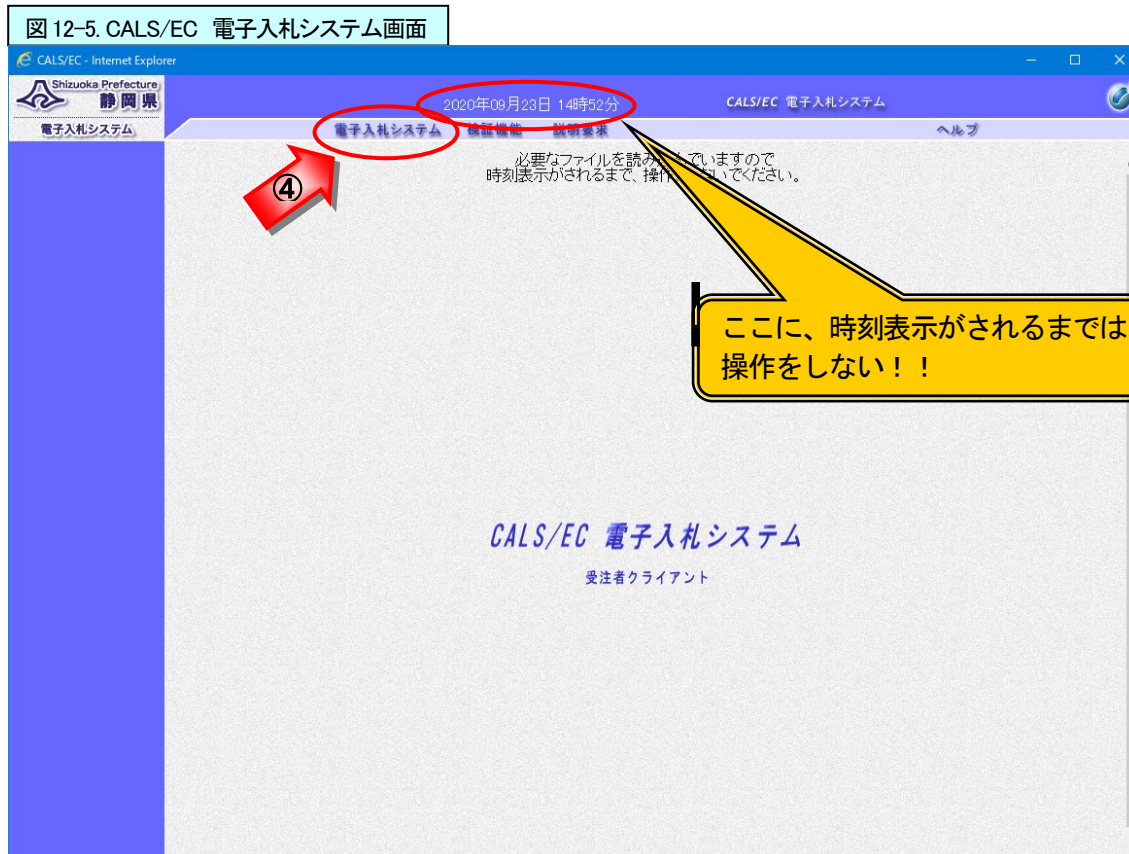 図 12-5. CALS/EC 電子入札システム画面
CALS/EC - Internet Explorer
Shizuoka Prefecture
静岡県
2020年09月23日 14時52分
CALS/EC 電子入札システム
電子入札システム
電子入札システム 検証機能 説明要求 ヘルプ
必要なファイルを読み でいますので
時刻表示がされるまで、操作 ないでください。
④
ここに、時刻表示がされるまでは
操作をしない！！
CALS/EC 電子入札システム
受注者クライアント